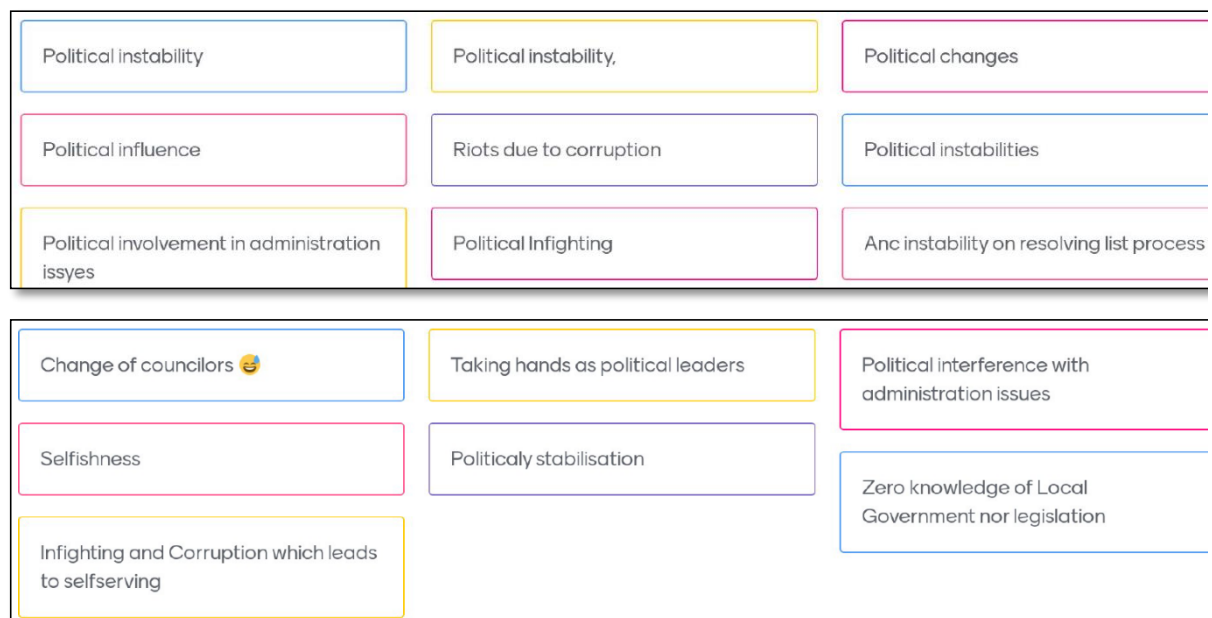 Political instability
Political instability,
Political changes
Political influence
Riots due to corruption
Political instabilities
Political involvement in administration
issyes
Political Infighting
Anc instability on resolving list process
Change of councilors 😅
Taking hands as political leaders
Political interference with
administration issues
Selfishness
Politicaly stabilisation
Zero knowledge of Local
Government nor legislation
Infighting and Corruption which leads
to selfserving